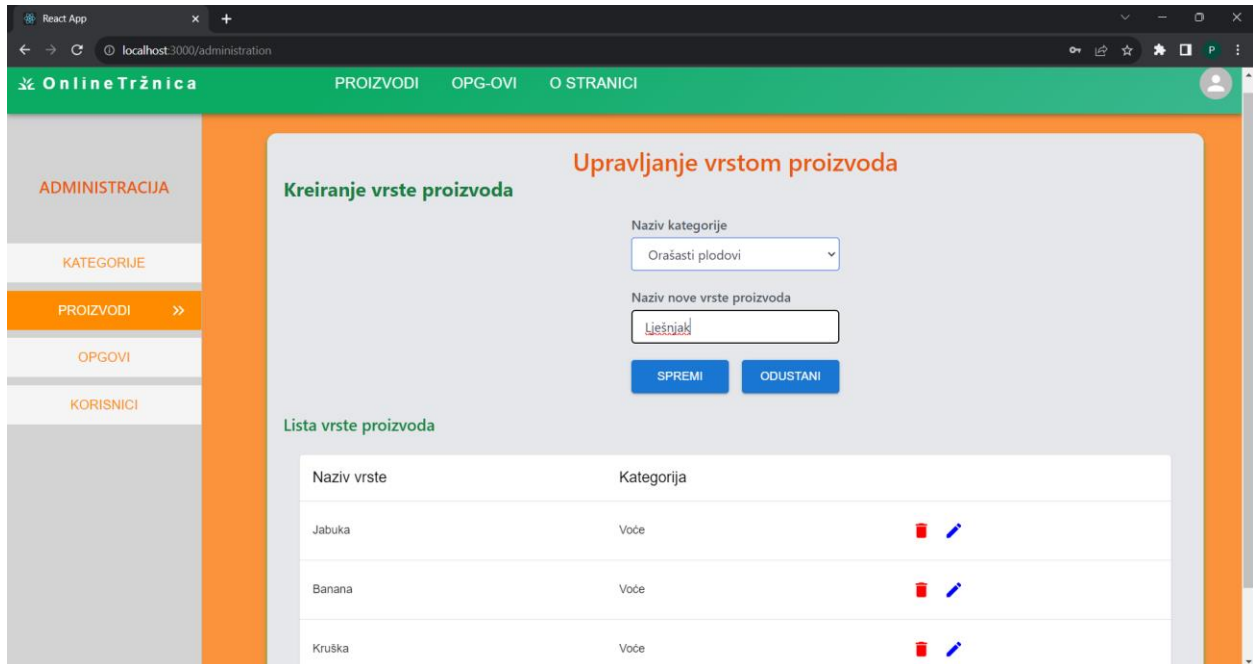 React App
localhost:3000/administration
P
OnlineTržnica
PROIZVODI OPG-OVI O STRANICI
ADMINISTRACIJA
KATEGORIJE
PROIZVODI
OPGOVI
KORISNICI
Upravljanje vrstom proizvoda
Kreiranje vrste proizvoda
Naziv kategorije
Orašasti plodovi
Naziv nove vrste proizvoda
Lješnjak
SPREMI ODUSTANI
Lista vrste proizvoda
Naziv vrste Kategorija
Jabuka Voće
Banana Voće
Kruška Voće